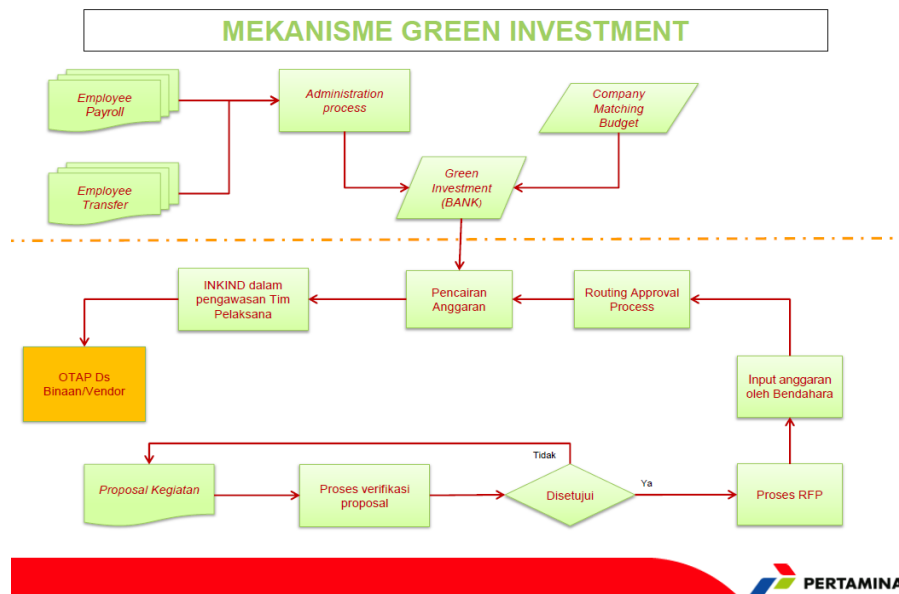 MEKANISME GREEN INVESTMENT
Employee
Payroll
Administration
process
Company
Matching
Budget
Employee
Transfer
Green
Investment
(BANK)
INKIND dalam
pengawasan Tim
Pelaksana
Pencairan
Anggaran
Routing Approval
Process
OTAP Ds
Binaan/Vendor
Input anggaran
oleh Bendahara
Tidak
Proposal Kegiatan
Proses verifikasi
proposal
Disetujui
Ya
Proses RFP
PERTAMINA